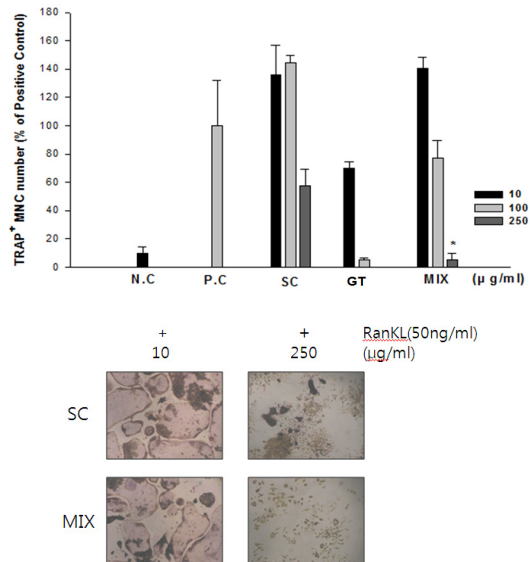 TRAP+ MNC number (% of Positive Control)
180
160
140
120
100
80
60
40
20
0
10
100
250
*
N.C P.C SC GT MIX (μ g/ml)
+ + RanKL(50ng/ml)
10 250 (μg/ml)
SC
MIX